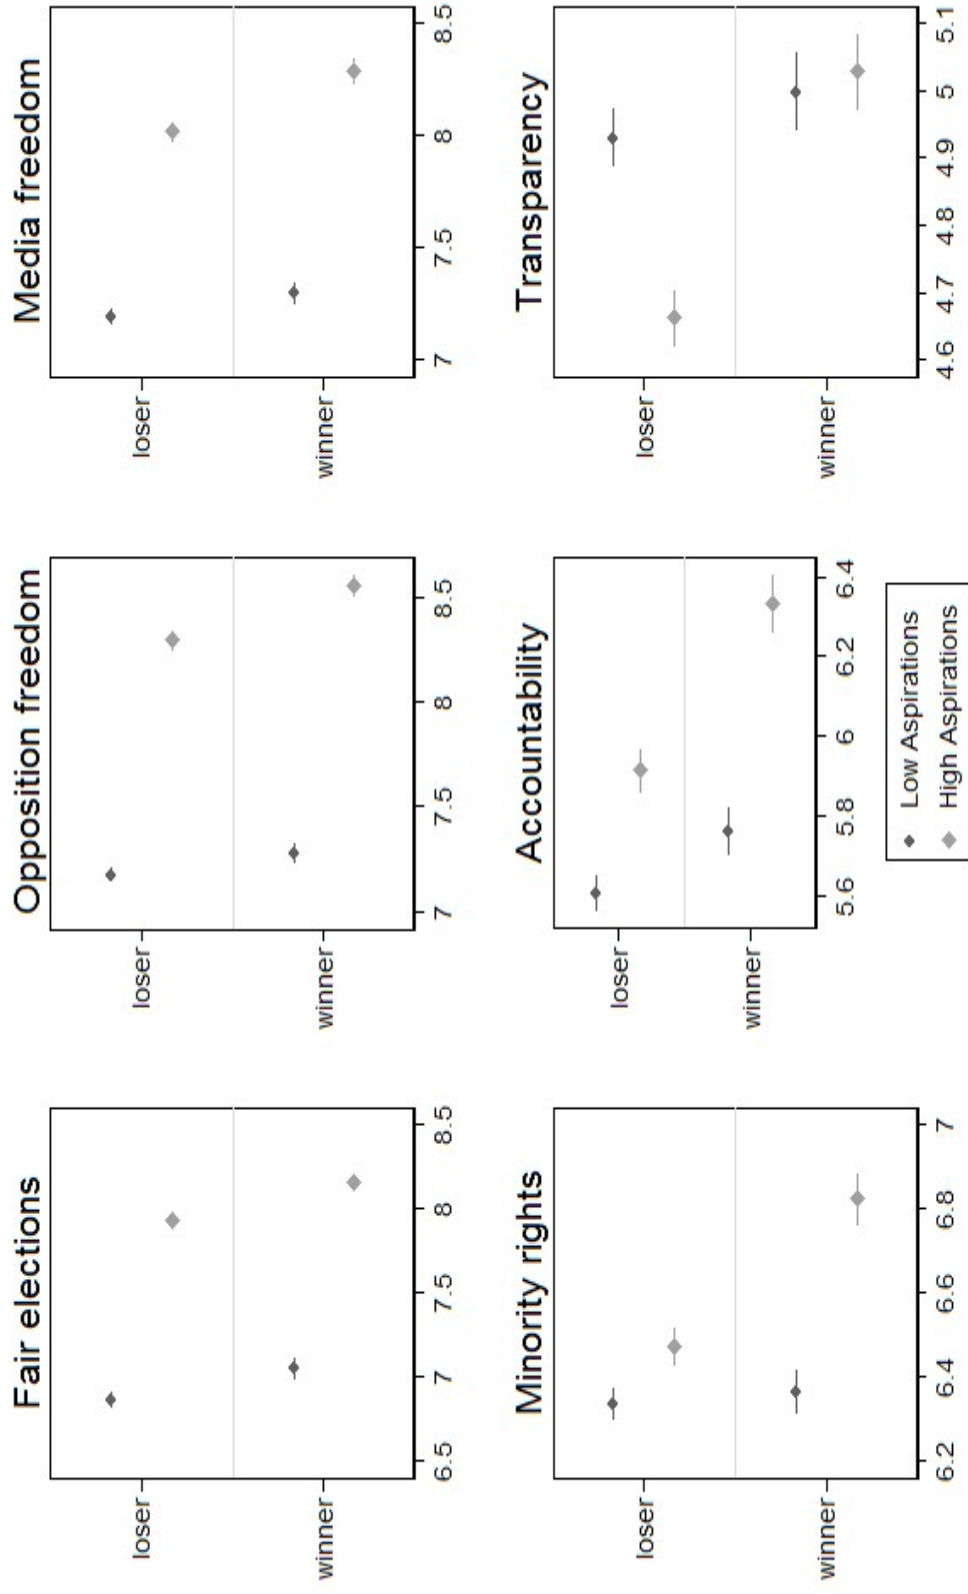 Fair elections
loser
winner
6.5 7 7.5 8 8.5
Opposition freedom
loser
winner
7 7.5 8 8.5
Media freedom
loser
winner
7 7.5 8 8.5
Minority rights
loser
winner
6.2 6.4 6.6 6.8 7
Accountability
loser
winner
5.6 5.8 6 6.2 6.4
Low Aspirations
High Aspirations
Transparency
loser
winner
4.6 4.7 4.8 4.9 5 5.1